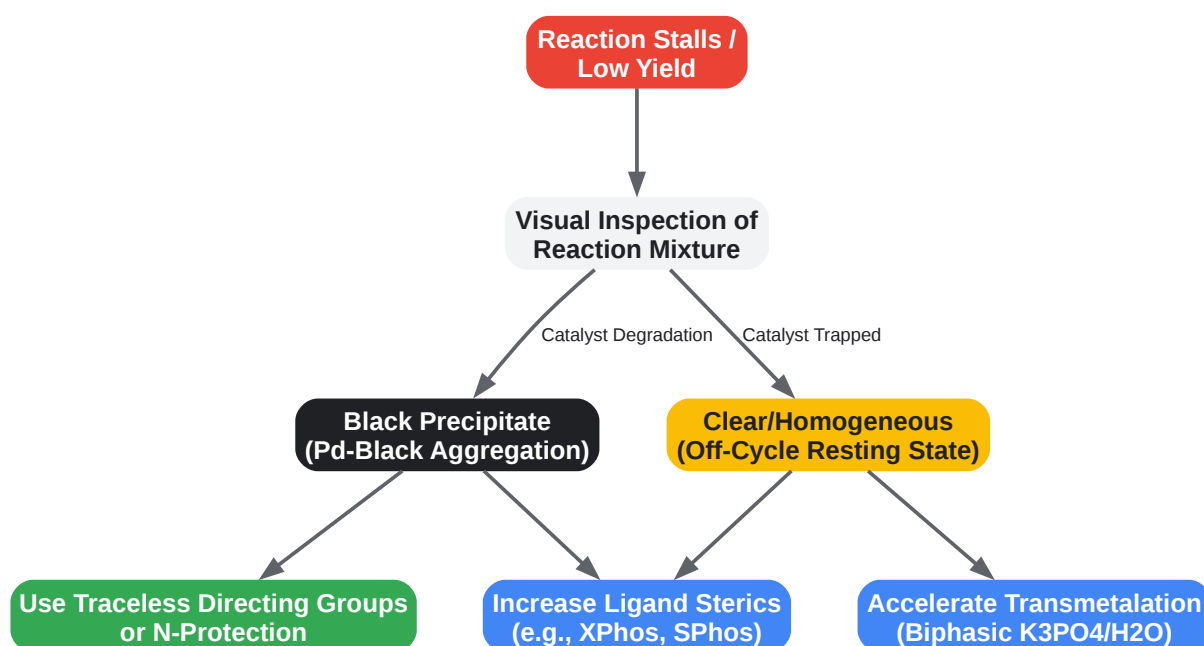 Reaction Stalls /
Low Yield
Visual Inspection of
Reaction Mixture
Catalyst Degradation
Catalyst Trapped
Black Precipitate
(Pd-Black Aggregation)
Clear/Homogeneous
(Off-Cycle Resting State)
Use Traceless Directing Groups
or N-Protection
Increase Ligand Sterics
(e.g., XPhos, SPhos)
Accelerate Transmetalation
(Biphasic K3PO4/H2O)